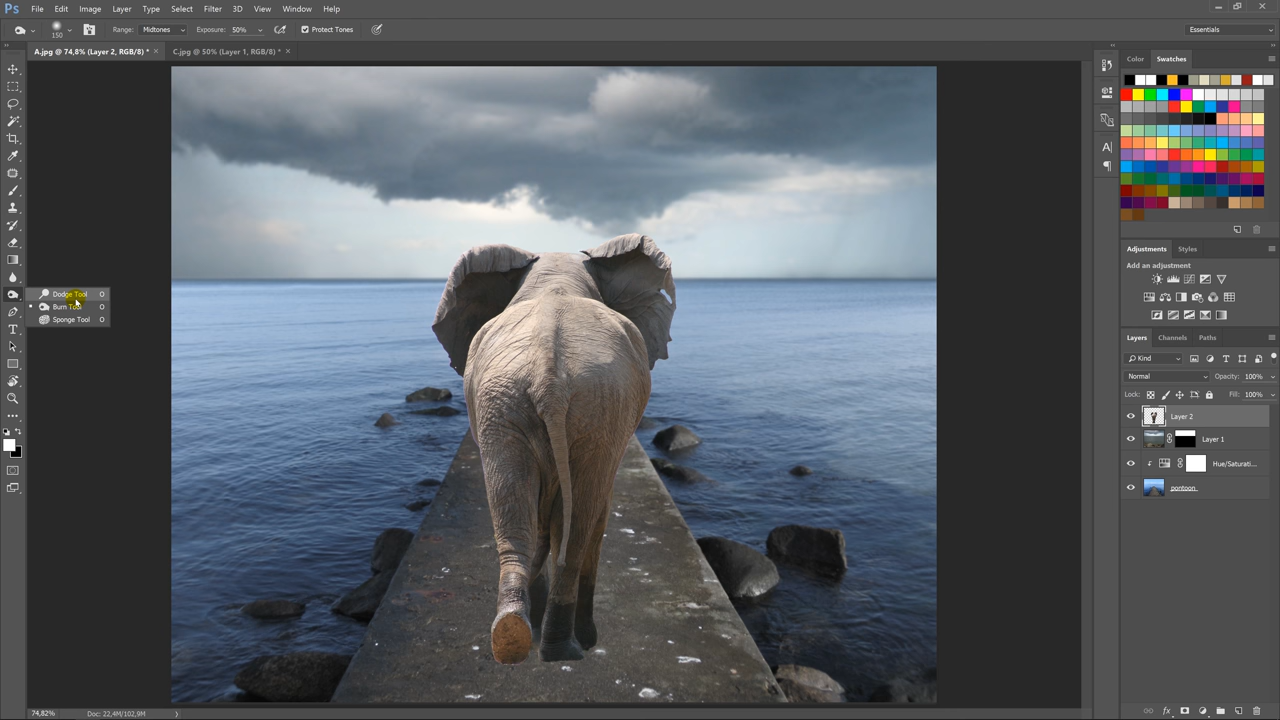 Ps File Edit Image Layer Type Select Filter 3D View Window Help
150 Range: Midtones Exposure: 50% Protect Tones Essentials
A.jpg @ 74,8% (Layer 2, RGB/8) * × C.jpg @ 50% (Layer 1, RGB/8) * ×
Color Swatches
Dodge Tool O
Burn Tool O
Sponge Tool O
Adjustments Styles
Add an adjustment
Layers Channels Paths
Kind
Normal Opacity: 100%
Lock: Fill: 100%
Layer 2
Layer 1
Hue/Saturati...
pontoon
74,82% Doc: 22,4M/102,9M